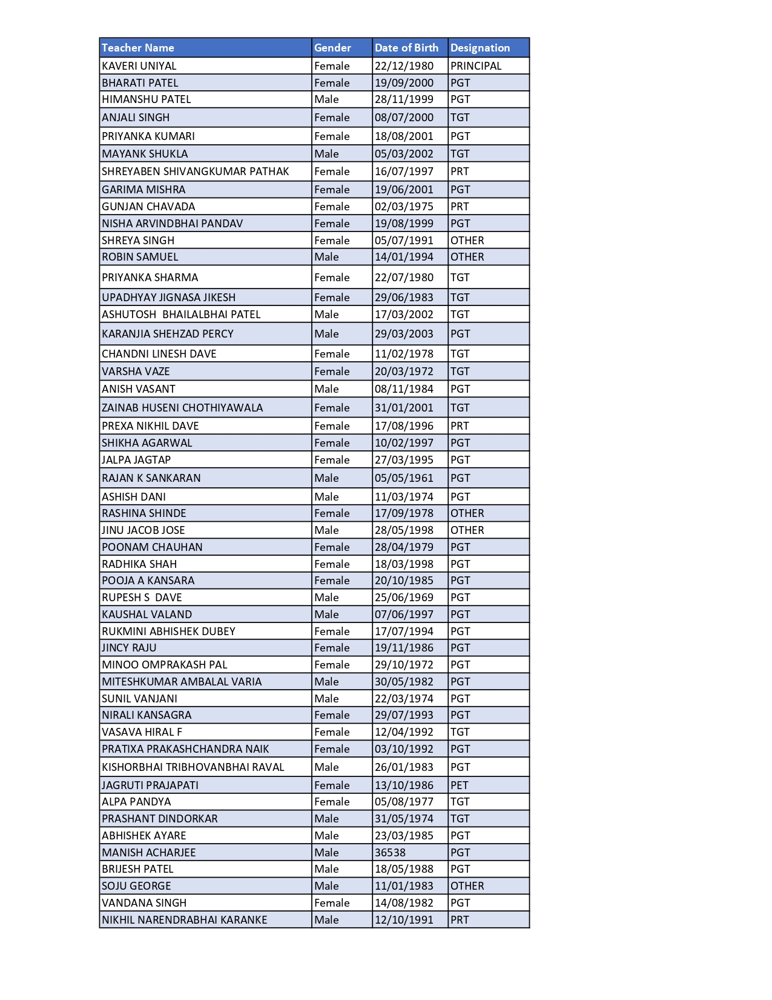 Teacher Name Gender Date of Birth Designation
KAVERI UNIYAL Female 22/12/1980 PRINCIPAL
BHARATI PATEL Female 19/09/2000 PGT
HIMANSHU PATEL Male 28/11/1999 PGT
ANJALI SINGH Female 08/07/2000 TGT
PRIYANKA KUMARI Female 18/08/2001 PGT
MAYANK SHUKLA Male 05/03/2002 TGT
SHREYABEN SHIVANGKUMAR PATHAK Female 16/07/1997 PRT
GARIMA MISHRA Female 19/06/2001 PGT
GUNJAN CHAVADA Female 02/03/1975 PRT
NISHA ARVINDBHAI PANDAV Female 19/08/1999 PGT
SHREYA SINGH Female 05/07/1991 OTHER
ROBIN SAMUEL Male 14/01/1994 OTHER
PRIYANKA SHARMA Female 22/07/1980 TGT
UPADHYAY JIGNASA JIKESH Female 29/06/1983 TGT
ASHUTOSH  BHAILALBHAI PATEL Male 17/03/2002 TGT
KARANJIA SHEHZAD PERCY Male 29/03/2003 PGT
CHANDNI LINESH DAVE Female 11/02/1978 TGT
VARSHA VAZE Female 20/03/1972 TGT
ANISH VASANT Male 08/11/1984 PGT
ZAINAB HUSENI CHOTHIYAWALA Female 31/01/2001 TGT
PREXA NIKHIL DAVE Female 17/08/1996 PRT
SHIKHA AGARWAL Female 10/02/1997 PGT
JALPA JAGTAP Female 27/03/1995 PGT
RAJAN K SANKARAN Male 05/05/1961 PGT
ASHISH DANI Male 11/03/1974 PGT
RASHINA SHINDE Female 17/09/1978 OTHER
JINU JACOB JOSE Male 28/05/1998 OTHER
POONAM CHAUHAN Female 28/04/1979 PGT
RADHIKA SHAH Female 18/03/1998 PGT
POOJA A KANSARA Female 20/10/1985 PGT
RUPESH S  DAVE Male 25/06/1969 PGT
KAUSHAL VALAND Male 07/06/1997 PGT
RUKMINI ABHISHEK DUBEY Female 17/07/1994 PGT
JINCY RAJU Female 19/11/1986 PGT
MINOO OMPRAKASH PAL Female 29/10/1972 PGT
MITESHKUMAR AMBALAL VARIA Male 30/05/1982 PGT
SUNIL VANJANI Male 22/03/1974 PGT
NIRALI KANSAGRA Female 29/07/1993 PGT
VASAVA HIRAL F Female 12/04/1992 TGT
PRATIXA PRAKASHCHANDRA NAIK Female 03/10/1992 PGT
KISHORBHAI TRIBHOVANBHAI RAVAL Male 26/01/1983 PGT
JAGRUTI PRAJAPATI Female 13/10/1986 PET
ALPA PANDYA Female 05/08/1977 TGT
PRASHANT DINDORKAR Male 31/05/1974 TGT
ABHISHEK AYARE Male 23/03/1985 PGT
MANISH ACHARJEE Male 36538 PGT
BRIJESH PATEL Male 18/05/1988 PGT
SOJU GEORGE Male 11/01/1983 OTHER
VANDANA SINGH Female 14/08/1982 PGT
NIKHIL NARENDRABHAI KARANKE Male 12/10/1991 PRT